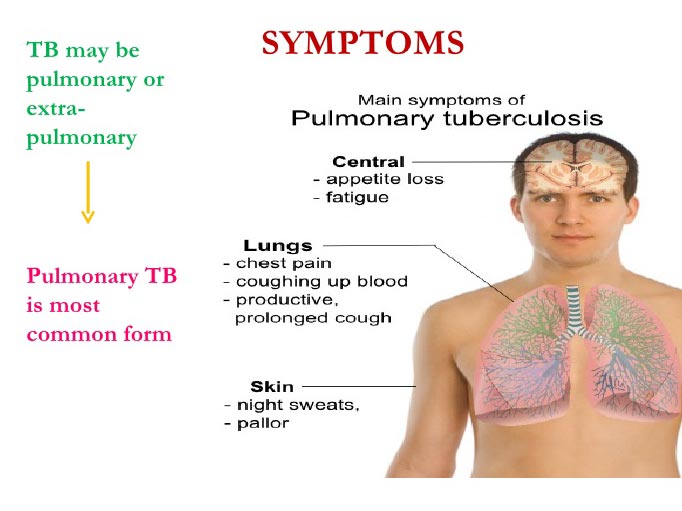 SYMPTOMS
TB may be
pulmonary or
extra-
pulmonary
Pulmonary TB
is most
common form
Main symptoms of
Pulmonary tuberculosis
Central
- appetite loss
- fatigue
Lungs
- chest pain
- coughing up blood
- productive,
prolonged cough
Skin
- night sweats,
- pallor